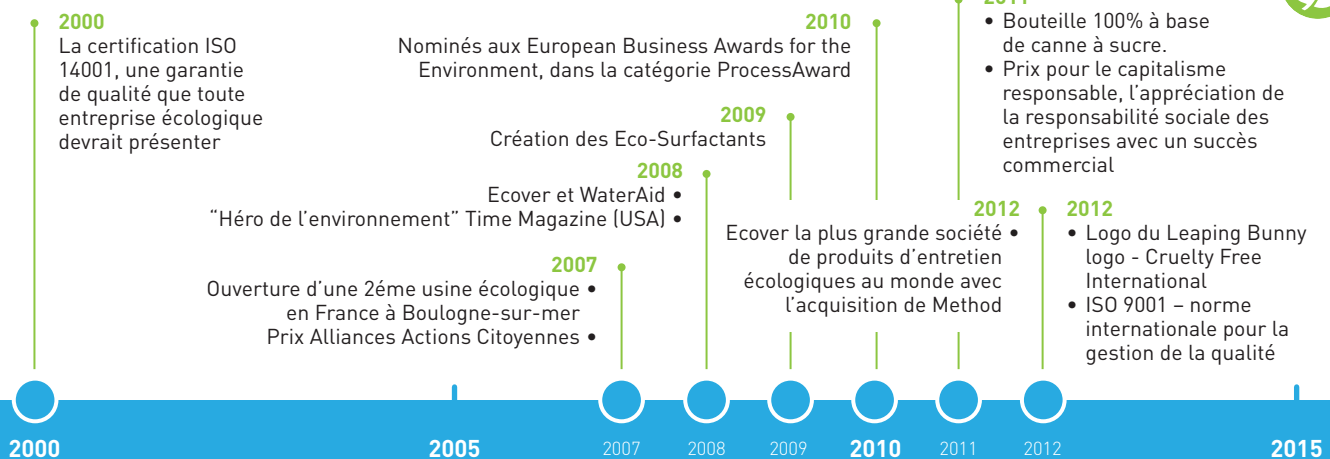 2000
La certification ISO
14001, une garantie
de qualité que toute
entreprise écologique
devrait présenter
2007
Ouverture d'une 2éme usine écologique •
en France à Boulogne-sur-mer
Prix Alliances Actions Citoyennes •
2008
Ecover et WaterAid •
“Héro de l'environnement” Time Magazine (USA) •
2009
Création des Eco-Surfactants
2010
Nominés aux European Business Awards for the
Environment, dans la catégorie ProcessAward
2011
• Bouteille 100% à base
de canne à sucre.
• Prix pour le capitalisme
responsable, l'appréciation de
la responsabilité sociale des
entreprises avec un succès
commercial
2012
Ecover la plus grande société •
de produits d'entretien
écologiques au monde avec
l'acquisition de Method
2012
• Logo du Leaping Bunny
logo - Cruelty Free
International
• ISO 9001 – norme
internationale pour la
gestion de la qualité
2000 2005 2007 2008 2009 2010 2011 2012 2015